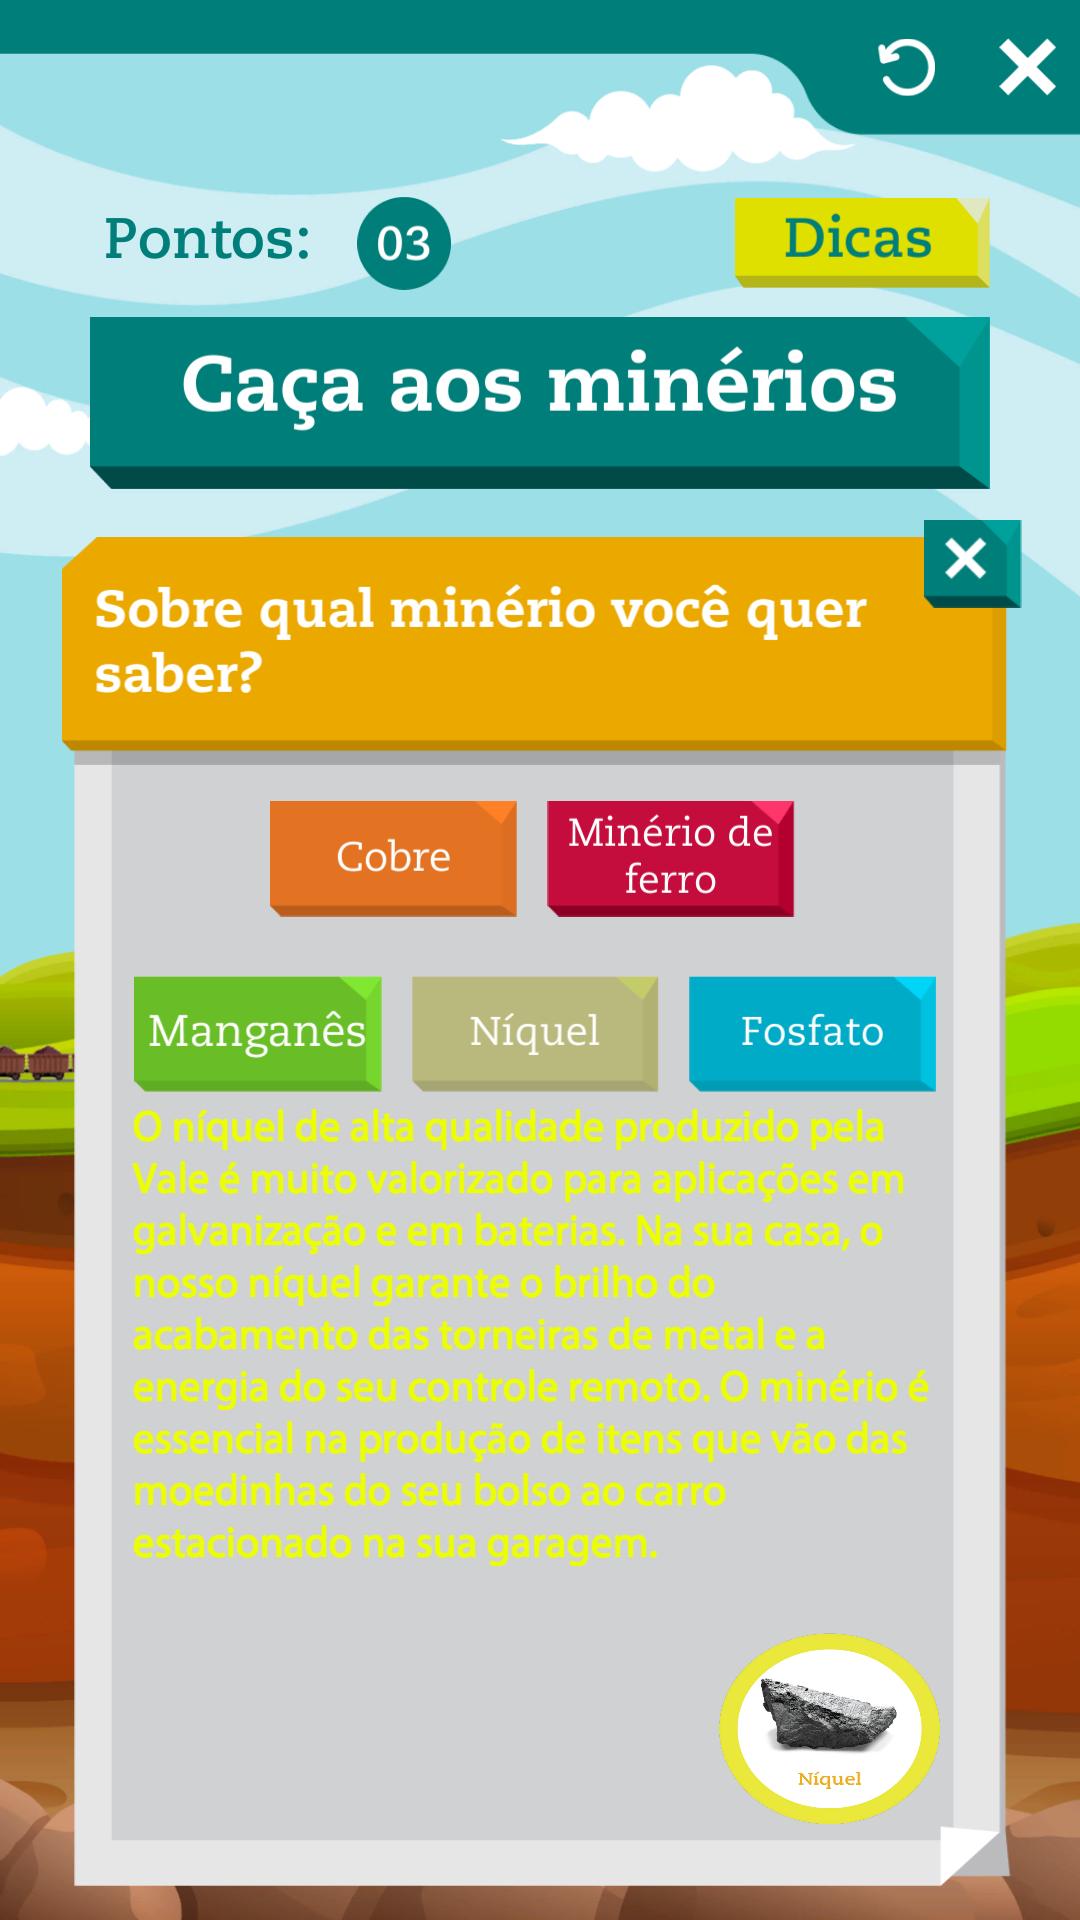 Pontos: 03 Dicas
Caça aos minérios
Sobre qual minério você quer
saber?
Cobre
Minério de
ferro
Manganês Níquel Fosfato
O níquel de alta qualidade produzido pela
Vale é muito valorizado para aplicações em
galvanização e em baterias. Na sua casa, o
nosso níquel garante o brilho do
acabamento das torneiras de metal e a
energia do seu controle remoto. O minério é
essencial na produção de itens que vão das
moedinhas do seu bolso ao carro
estacionado na sua garagem.
Níquel